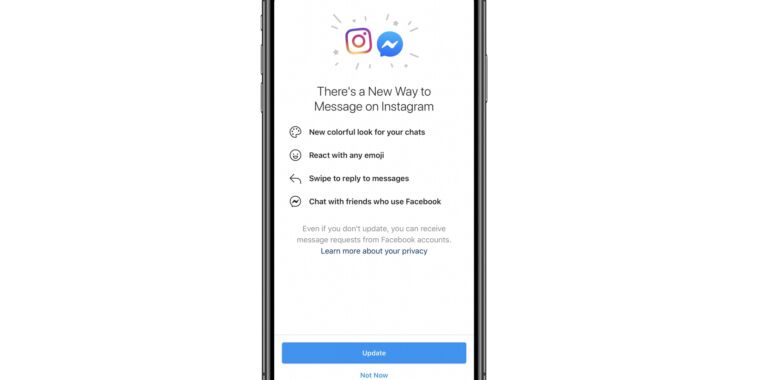 There's a New Way to
Message on Instagram
New colorful look for your chats
React with any emoji
Swipe to reply to messages
Chat with friends who use Facebook
Even if you don't update, you can receive
message requests from Facebook accounts.
Learn more about your privacy
Update
Not Now